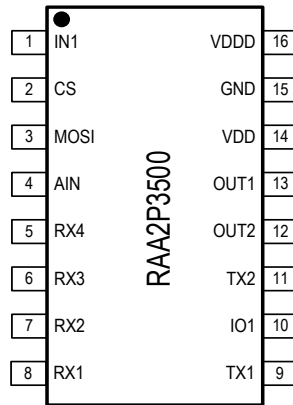 1 IN1 VDDD 16
2 CS GND 15
3 MOSI VDD 14
4 AIN OUT1 13
5 RX4 OUT2 12
6 RX3 TX2 11
7 RX2 IO1 10
8 RX1 TX1 9
RAA2P3500